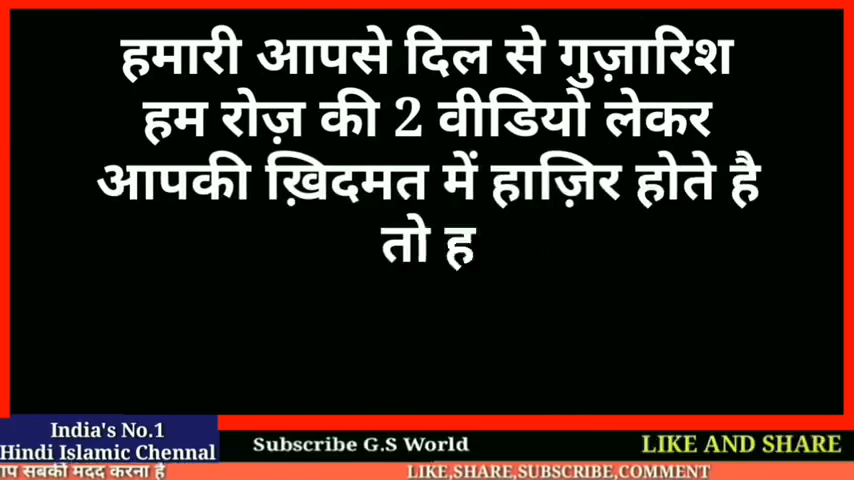 हमारी आपसे दिल से गुज़ारिश
हम रोज़ की 2 वीडियो लेकर
आपकी ख़िदमत में हाज़िर होते है
तो ह
India's No.1
Hindi Islamic Chennal
Subscribe G.S World
LIKE AND SHARE
सबकी मदद करना है
LIKE,SHARE,SUBSCRIBE,COMMENT